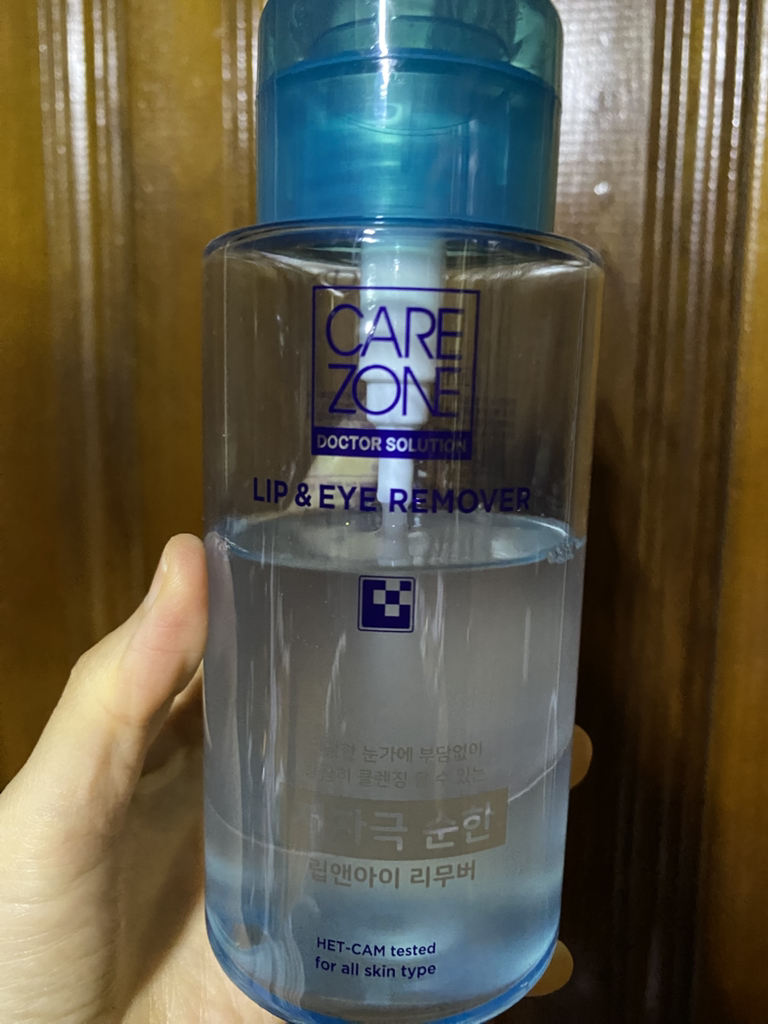 CARE
ZONE
DOCTOR SOLUTION
LIP & EYE REMOVER
눈가에 부담없이
클렌징 할 수 있는
순한
립앤아이 리무버
HET-CAM tested
for all skin type